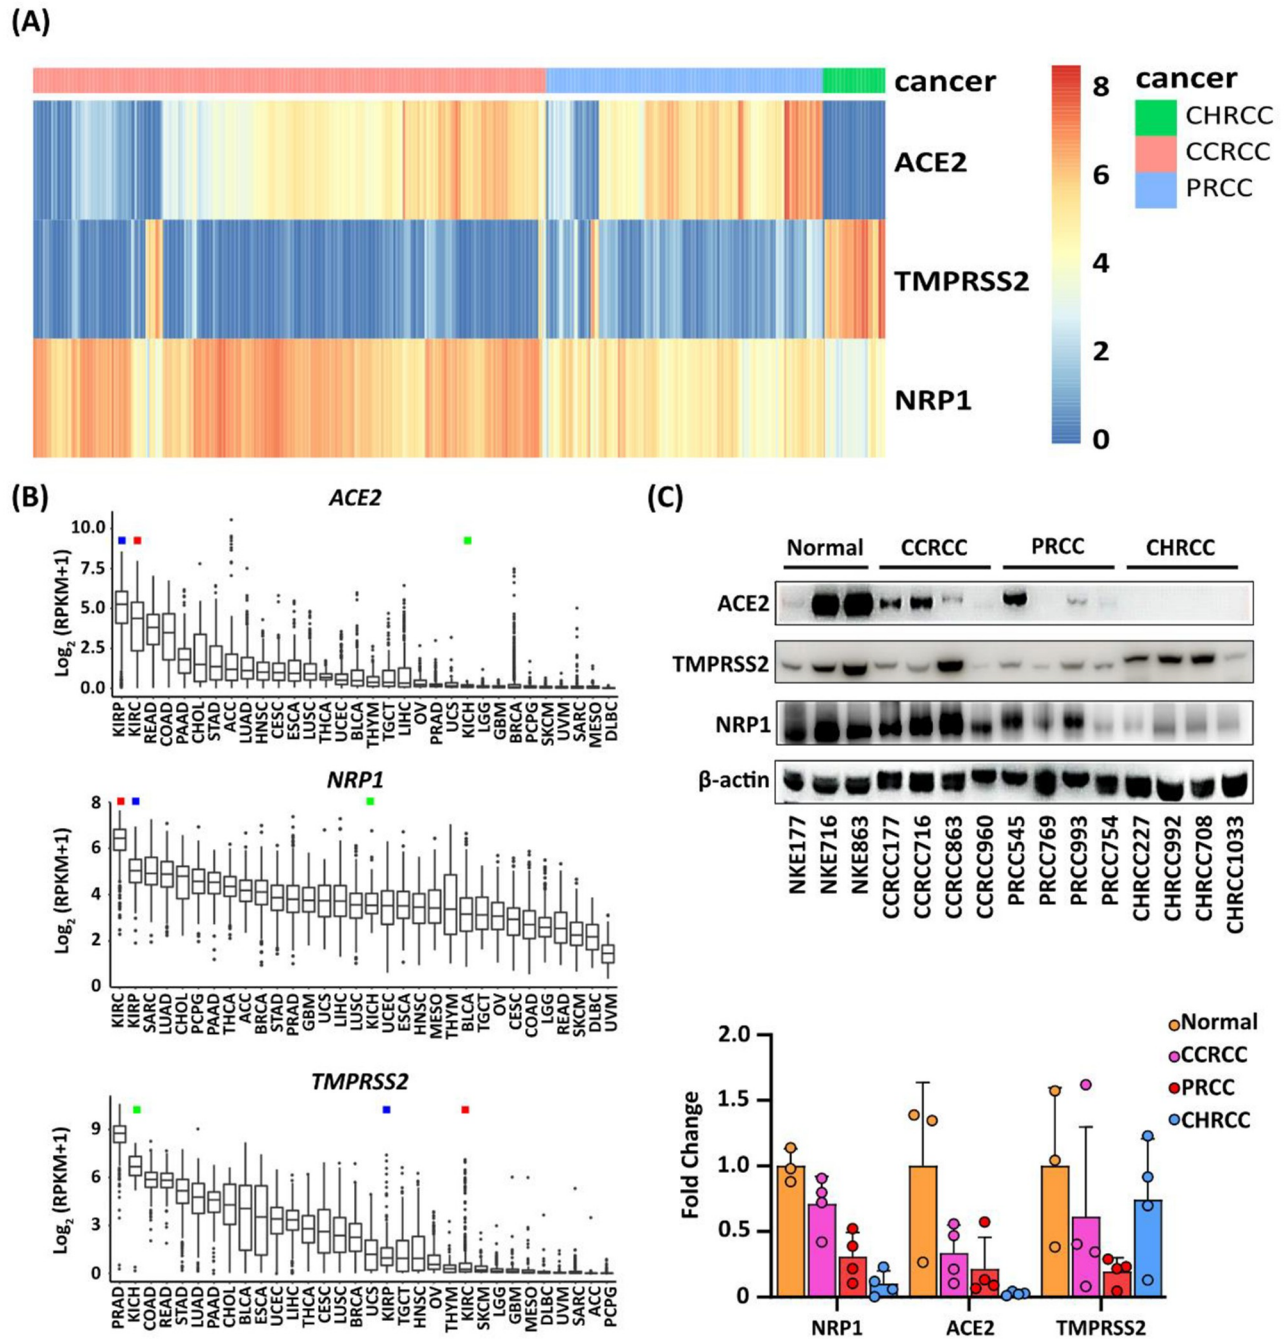 (A)
cancer
ACE2
TMPRSS2
NRP1
8
6
4
2
0
cancer
CHRCC
CCRCC
PRCC
(B)
ACE2
Log2 (RPKM+1)
10.0
7.5
5.0
2.5
0.0
KIRP KIRC READ COAD PAAD CHOL STAD ACC LUAD HNSC CESC ESCA LUSC THCA UCEC BLCA THYM TGCT LIHC OV PRAD UCS KICH LGG GBM BRCA PCPG SKCM UVM SARC MESO DLBC
NRP1
Log2 (RPKM+1)
8
6
4
2
0
KIRC KIRP SARC LUAD CHOL PCPG PAAD THCA ACC BRCA STAD PRAD GBM UCS LIHC LUSC KICH UCEC ESCA HNSC MESO THYM BLCA TGCT OV CESC COAD LGG READ SKCM DLBC UVM
TMPRSS2
Log2 (RPKM+1)
9
6
3
0
PRAD KICH COAD READ STAD LUAD PAAD CHOL BLCA ESCA UCEC LIHC THCA CESC LUSC BRCA UCS KIRP TGCT HNSC OV THYM KIRC SKCM LGG GBM MESO DLBC UVM SARC ACC PCPG
(C)
Normal CCRCC PRCC CHRCC
ACE2
TMPRSS2
NRP1
β-actin
NKE177 NKE716 NKE863 CCRCC177 CCRCC716 CCRCC863 CCRCC960 PRCC545 PRCC769 PRCC993 PRCC754 CHRCC227 CHRCC992 CHRCC708 CHRCC1033
Fold Change
2.0
1.5
1.0
0.5
0
NRP1 ACE2 TMPRSS2
Normal
CCRCC
PRCC
CHRCC